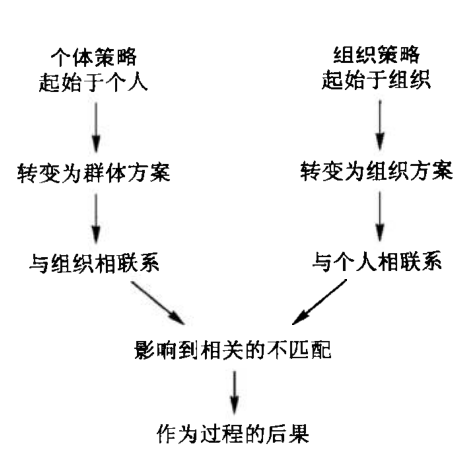 个体策略
起始于个人
转变为群体方案
与组织相联系
组织策略
起始于组织
转变为组织方案
与个人相联系
影响到相关的不匹配
作为过程的后果